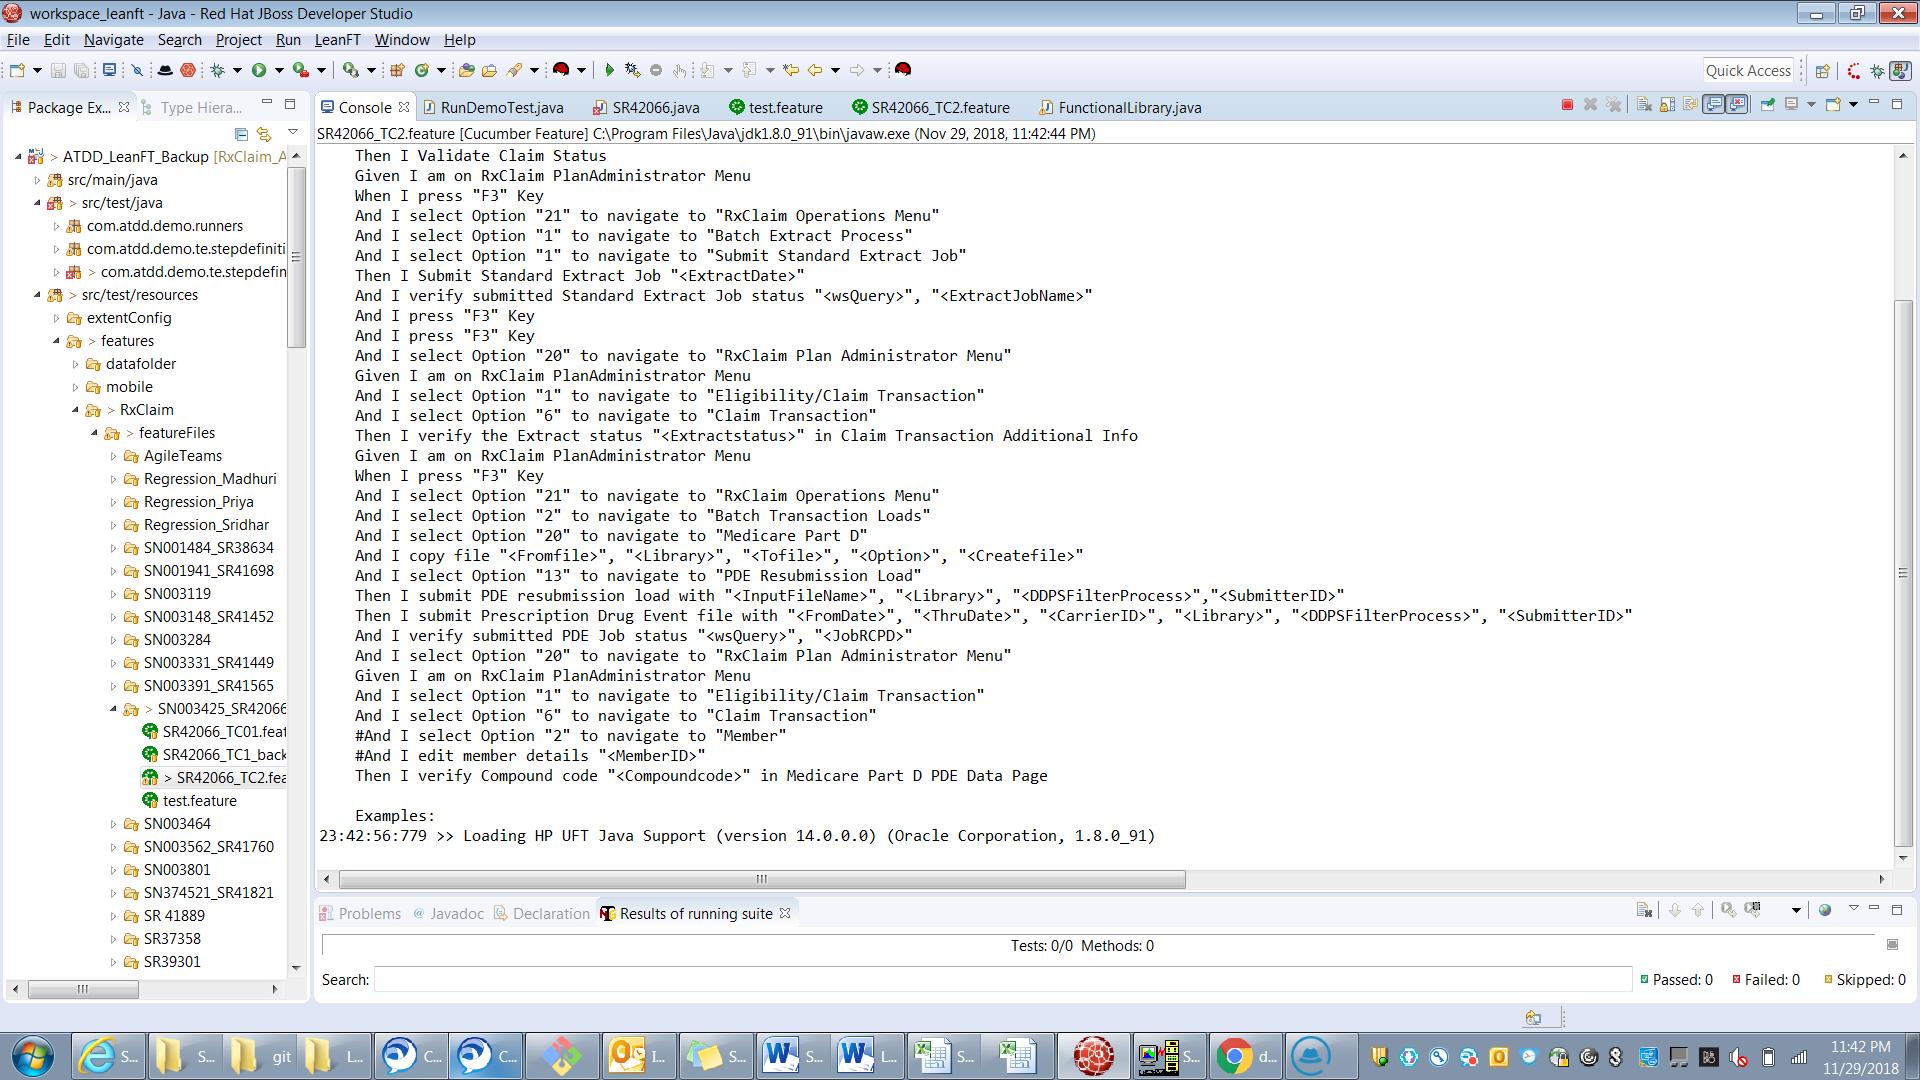 workspace_leanft - Java - Red Hat JBoss Developer Studio
File Edit Navigate Search Project Run LeanFT Window Help
Quick Access
Package Ex...
Type Hiera...
Console
RunDemoTest.java
SR42066.java
test.feature
SR42066_TC2.feature
FunctionalLibrary.java
SR42066_TC2.feature [Cucumber Feature] C:\Program Files\Java\jdk1.8.0_91\bin\javaw.exe (Nov 29, 2018, 11:42:44 PM)
> ATDD_LeanFT_Backup [RxClaim_A
src/main/java
> src/test/java
com.atdd.demo.runners
com.atdd.demo.te.stepdefiniti
> com.atdd.demo.te.stepdefin
> src/test/resources
extentConfig
> features
datafolder
mobile
> RxClaim
> featureFiles
AgileTeams
Regression_Madhuri
Regression_Priya
Regression_Sridhar
SN001484_SR38634
SN001941_SR41698
SN003119
SN003148_SR41452
SN003284
SN003331_SR41449
SN003391_SR41565
> SN003425_SR42066
SR42066_TC01.feat
SR42066_TC1_back
> SR42066_TC2.fea
test.feature
SN003464
SN003562_SR41760
SN003801
SN374521_SR41821
SR 41889
SR37358
SR39301
Then I Validate Claim Status
Given I am on RxClaim PlanAdministrator Menu
When I press "F3" Key
And I select Option "21" to navigate to "RxClaim Operations Menu"
And I select Option "1" to navigate to "Batch Extract Process"
And I select Option "1" to navigate to "Submit Standard Extract Job"
Then I Submit Standard Extract Job "<ExtractDate>"
And I verify submitted Standard Extract Job status "<wsQuery>", "<ExtractJobName>"
And I press "F3" Key
And I press "F3" Key
And I select Option "20" to navigate to "RxClaim Plan Administrator Menu"
Given I am on RxClaim PlanAdministrator Menu
And I select Option "1" to navigate to "Eligibility/Claim Transaction"
And I select Option "6" to navigate to "Claim Transaction"
Then I verify the Extract status "<Extractstatus>" in Claim Transaction Additional Info
Given I am on RxClaim PlanAdministrator Menu
When I press "F3" Key
And I select Option "21" to navigate to "RxClaim Operations Menu"
And I select Option "2" to navigate to "Batch Transaction Loads"
And I select Option "20" to navigate to "Medicare Part D"
And I copy file "<Fromfile>", "<Library>", "<Tofile>", "<Option>", "<Createfile>"
And I select Option "13" to navigate to "PDE Resubmission Load"
Then I submit PDE resubmission load with "<InputFileName>", "<Library>", "<DDPSFilterProcess>","<SubmitterID>"
Then I submit Prescription Drug Event file with "<FromDate>", "<ThruDate>", "<CarrierID>", "<Library>", "<DDPSFilterProcess>", "<SubmitterID>"
And I verify submitted PDE Job status "<wsQuery>", "<JobRCPD>"
And I select Option "20" to navigate to "RxClaim Plan Administrator Menu"
Given I am on RxClaim PlanAdministrator Menu
And I select Option "1" to navigate to "Eligibility/Claim Transaction"
And I select Option "6" to navigate to "Claim Transaction"
#And I select Option "2" to navigate to "Member"
#And I edit member details "<MemberID>"
Then I verify Compound code "<Compoundcode>" in Medicare Part D PDE Data Page
Examples:
23:42:56:779 >> Loading HP UFT Java Support (version 14.0.0.0) (Oracle Corporation, 1.8.0_91)
Problems
@ Javadoc
Declaration
Results of running suite
Tests: 0/0 Methods: 0
Search:
Passed: 0
Failed: 0
Skipped: 0
S...
S...
git
L...
C...
C...
I...
S...
S...
L...
S...
S...
d...
11:42 PM
11/29/2018